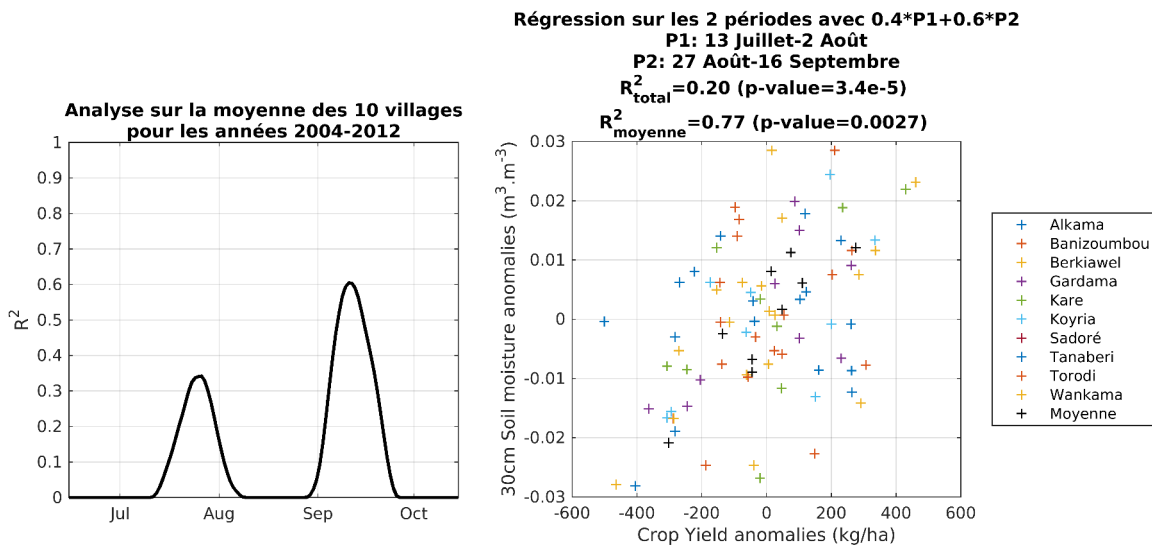 Analyse sur la moyenne des 10 villages
pour les années 2004-2012
1
0.9
0.8
0.7
0.6
0.5
0.4
0.3
0.2
0.1
0
R²
Jul
Aug
Sep
Oct
Régression sur les 2 périodes avec 0.4*P1+0.6*P2
P1: 13 Juillet-2 Août
P2: 27 Août-16 Septembre
R²total=0.20 (p-value=3.4e-5)
R²moyenne=0.77 (p-value=0.0027)
0.03
0.02
0.01
0
-0.01
-0.02
-0.03
30cm Soil moisture anomalies (m³.m⁻³)
-600
-400
-200
0
200
400
600
Crop Yield anomalies (kg/ha)
Alkama
Banizoumbou
Berkiawel
Gardama
Kare
Koyria
Sadoré
Tanaberi
Torodi
Wankama
Moyenne